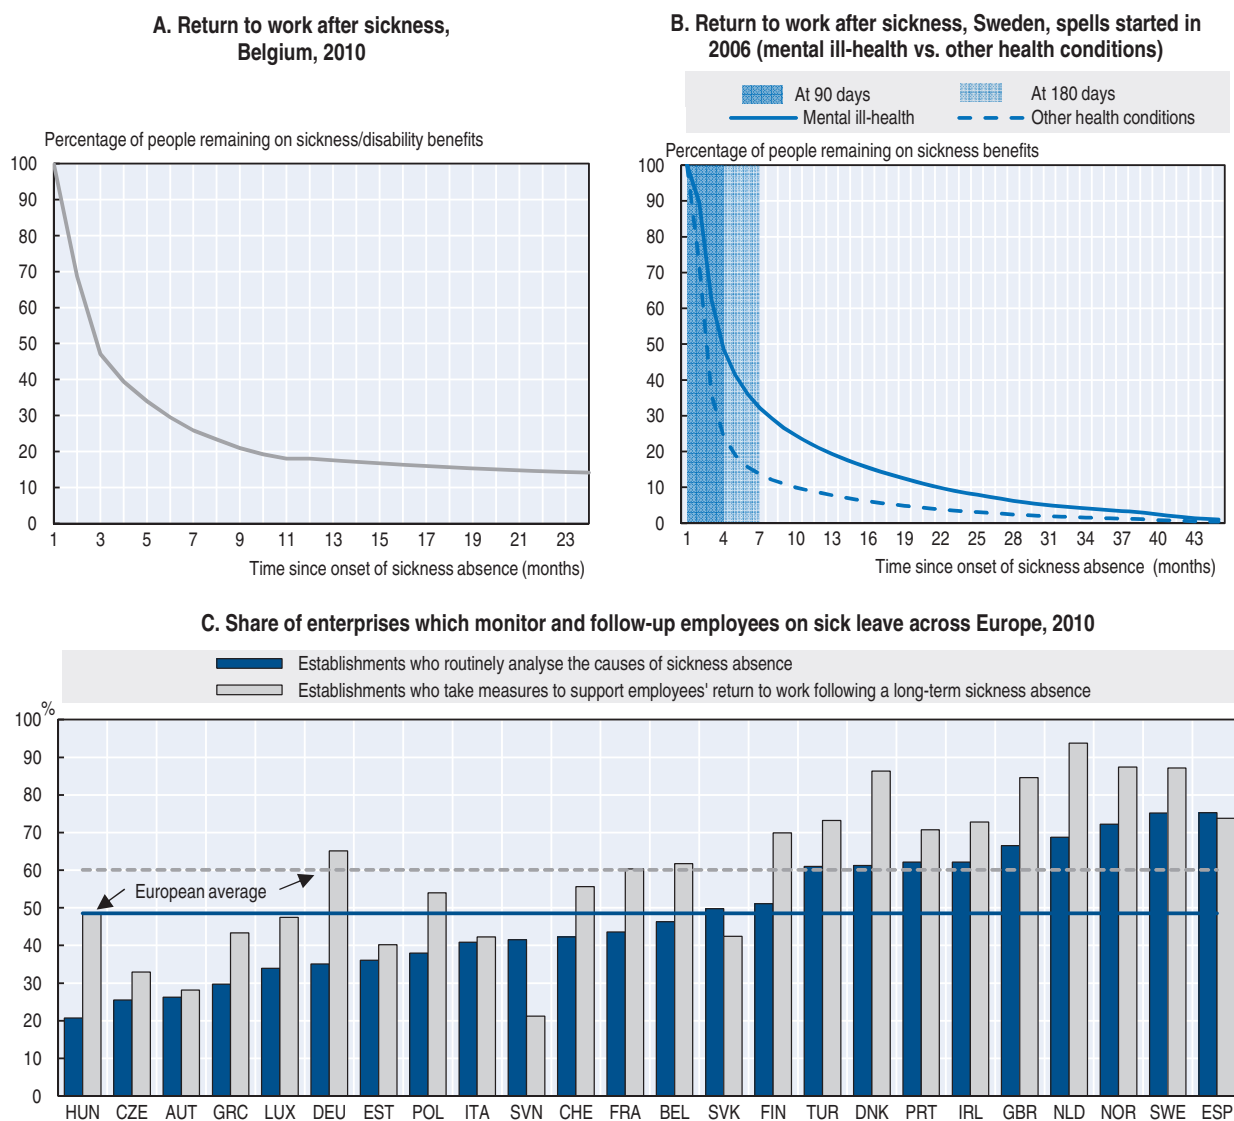 A. Return to work after sickness,
Belgium, 2010
Percentage of people remaining on sickness/disability benefits
100
90
80
70
60
50
40
30
20
10
0
1 3 5 7 9 11 13 15 17 19 21 23
Time since onset of sickness absence (months)
B. Return to work after sickness, Sweden, spells started in
2006 (mental ill-health vs. other health conditions)
At 90 days At 180 days
Mental ill-health Other health conditions
Percentage of people remaining on sickness benefits
100
90
80
70
60
50
40
30
20
10
0
1 4 7 10 13 16 19 22 25 28 31 34 37 40 43
Time since onset of sickness absence (months)
C. Share of enterprises which monitor and follow-up employees on sick leave across Europe, 2010
Establishments who routinely analyse the causes of sickness absence
Establishments who take measures to support employees' return to work following a long-term sickness absence
%
100
90
80
70
60
50
40
30
20
10
0
European average
HUN CZE AUT GRC LUX DEU EST POL ITA SVN CHE FRA BEL SVK FIN TUR DNK PRT IRL GBR NLD NOR SWE ESP